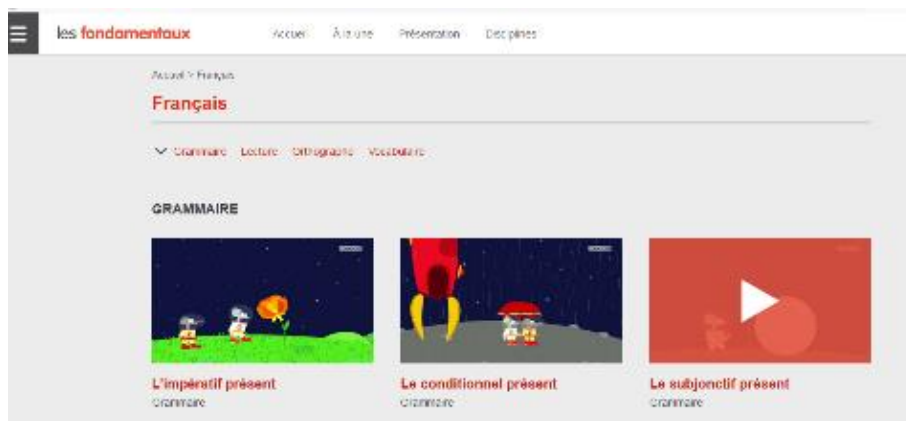 les fondamentaux Accueil À la une Présentation Disciplines
Accueil > Français
Français
Grammaire Lecture Orthographe Vocabulaire
GRAMMAIRE
L'impératif présent Le conditionnel présent Le subjonctif présent
Grammaire Grammaire Grammaire